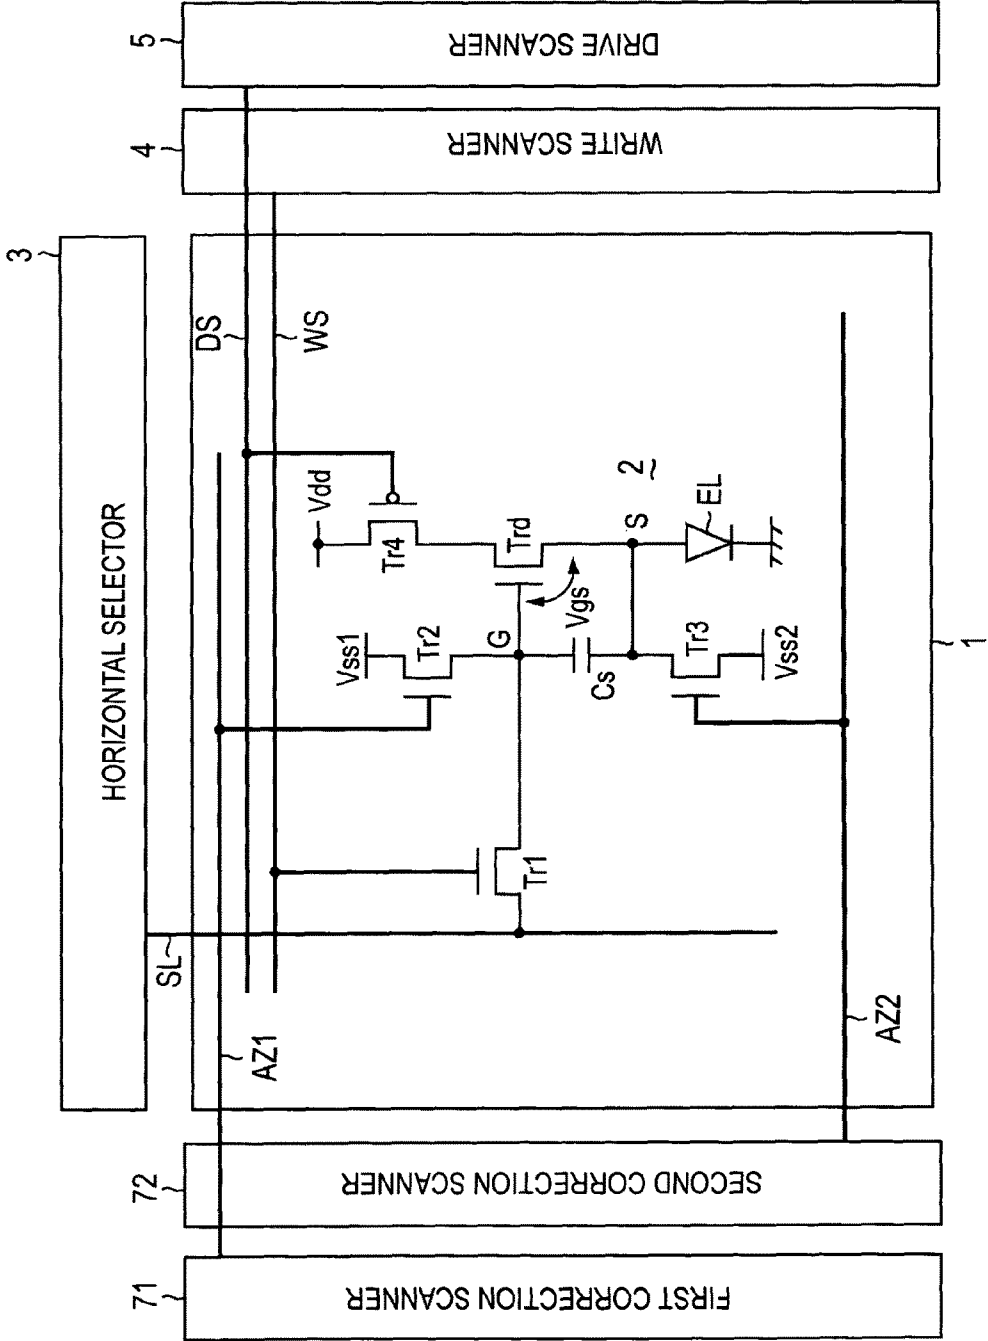 3
HORIZONTAL SELECTOR
5
DRIVE SCANNER
4
WRITE SCANNER
DS
WS
SL
AZ1
Vdd
Tr4
Trd
Vss1
Tr2
G
Vgs
2
S
EL
Cs
Tr3
Vss2
Tr1
AZ2
1
72
SECOND CORRECTION SCANNER
71
FIRST CORRECTION SCANNER